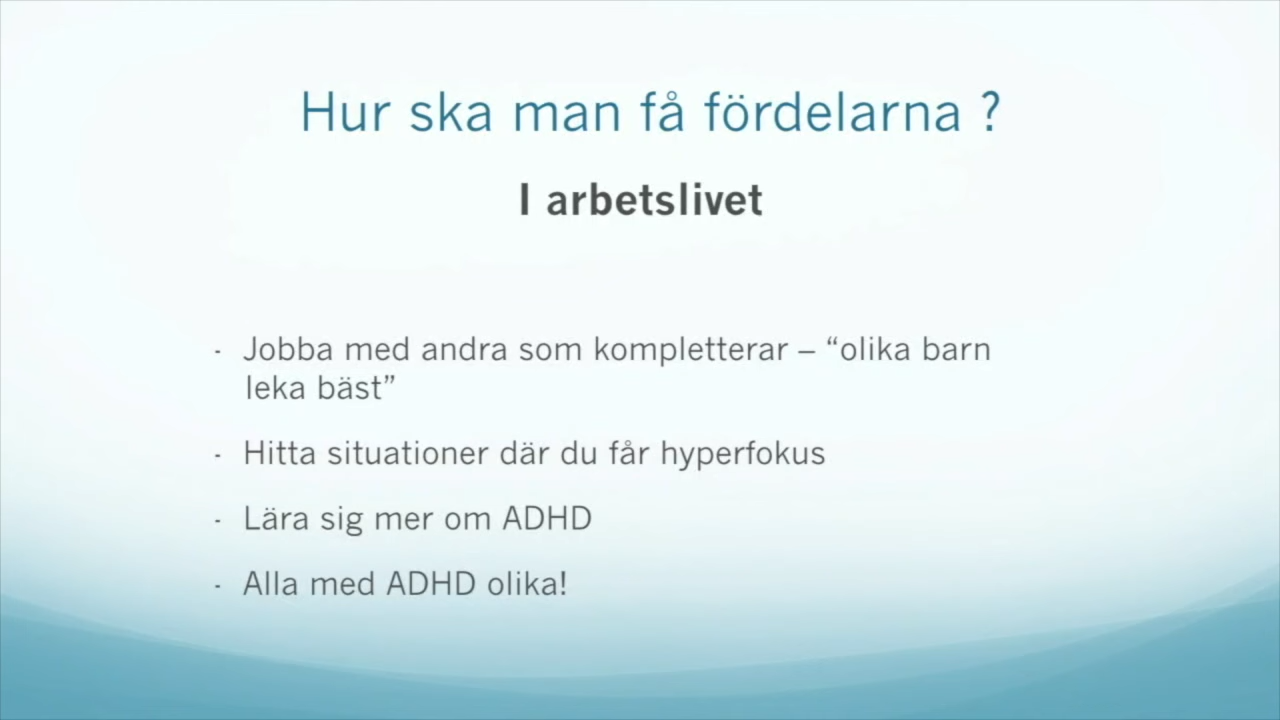 Hur ska man få fördelarna ?
I arbetslivet
- Jobba med andra som kompletterar – “olika barn
leka bäst”
- Hitta situationer där du får hyperfokus
- Lära sig mer om ADHD
- Alla med ADHD olika!